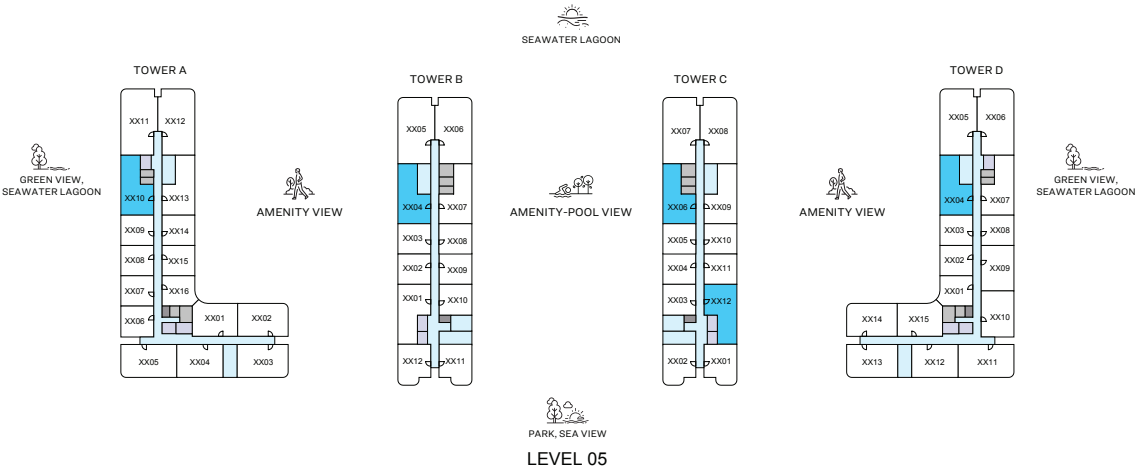 SEAWATER LAGOON
TOWER A
TOWER B
TOWER C
TOWER D
XX11 XX12
XX10 XX13
XX09 XX14
XX08 XX15
XX07 XX16
XX06 XX01 XX02
XX05 XX04 XX03
XX05 XX06
XX04 XX07
XX03 XX08
XX02 XX09
XX01 XX10
XX12 XX11
XX07 XX08
XX06 XX09
XX05 XX10
XX04 XX11
XX03 XX12
XX02 XX01
XX05 XX06
XX04 XX07
XX03 XX08
XX02 XX09
XX01 XX10
XX14 XX15
XX13 XX12 XX11
GREEN VIEW,
SEAWATER LAGOON
AMENITY VIEW
AMENITY-POOL VIEW
AMENITY VIEW
GREEN VIEW,
SEAWATER LAGOON
PARK, SEA VIEW
LEVEL 05